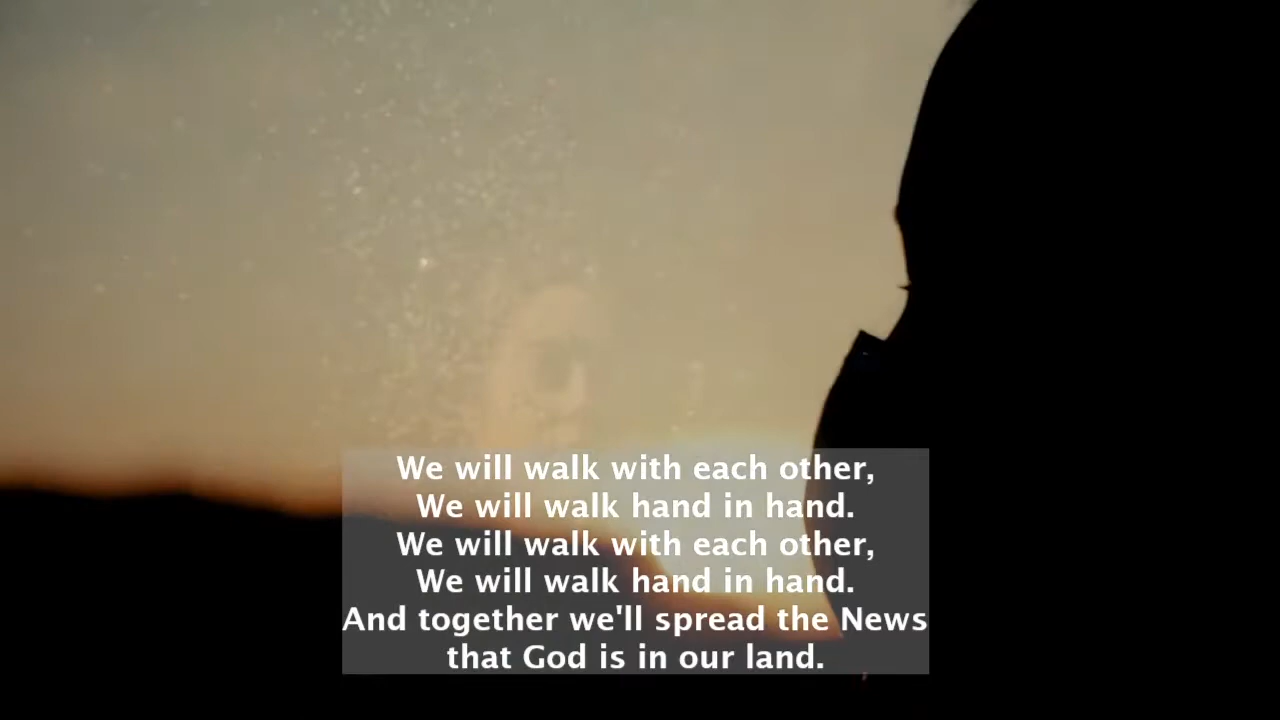 We will walk with each other,
We will walk hand in hand.
We will walk with each other,
We will walk hand in hand.
And together we'll spread the News
that God is in our land.